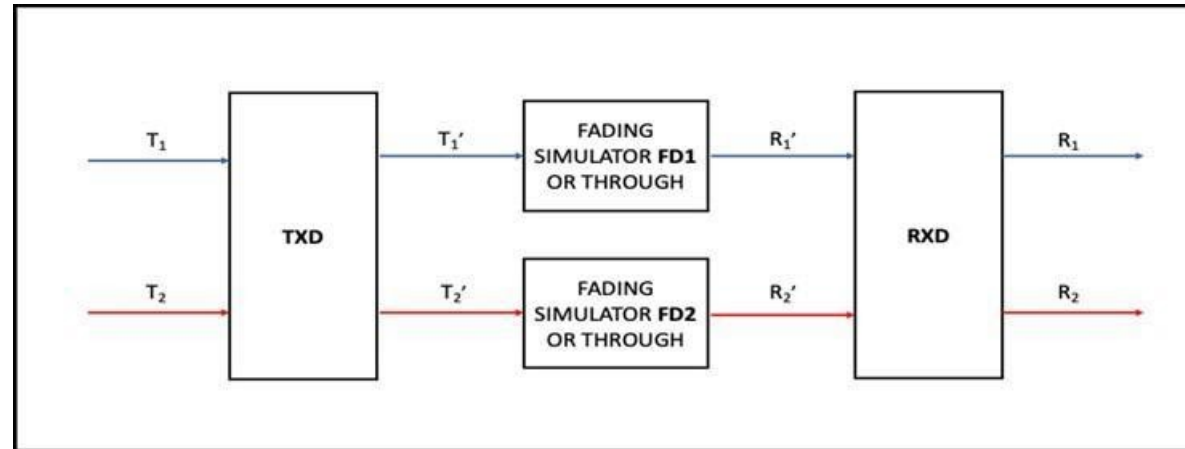 T₁
TXD
T₁′
FADING
SIMULATOR FD1
OR THROUGH
R₁′
RXD
R₁
T₂
T₂′
FADING
SIMULATOR FD2
OR THROUGH
R₂′
R₂